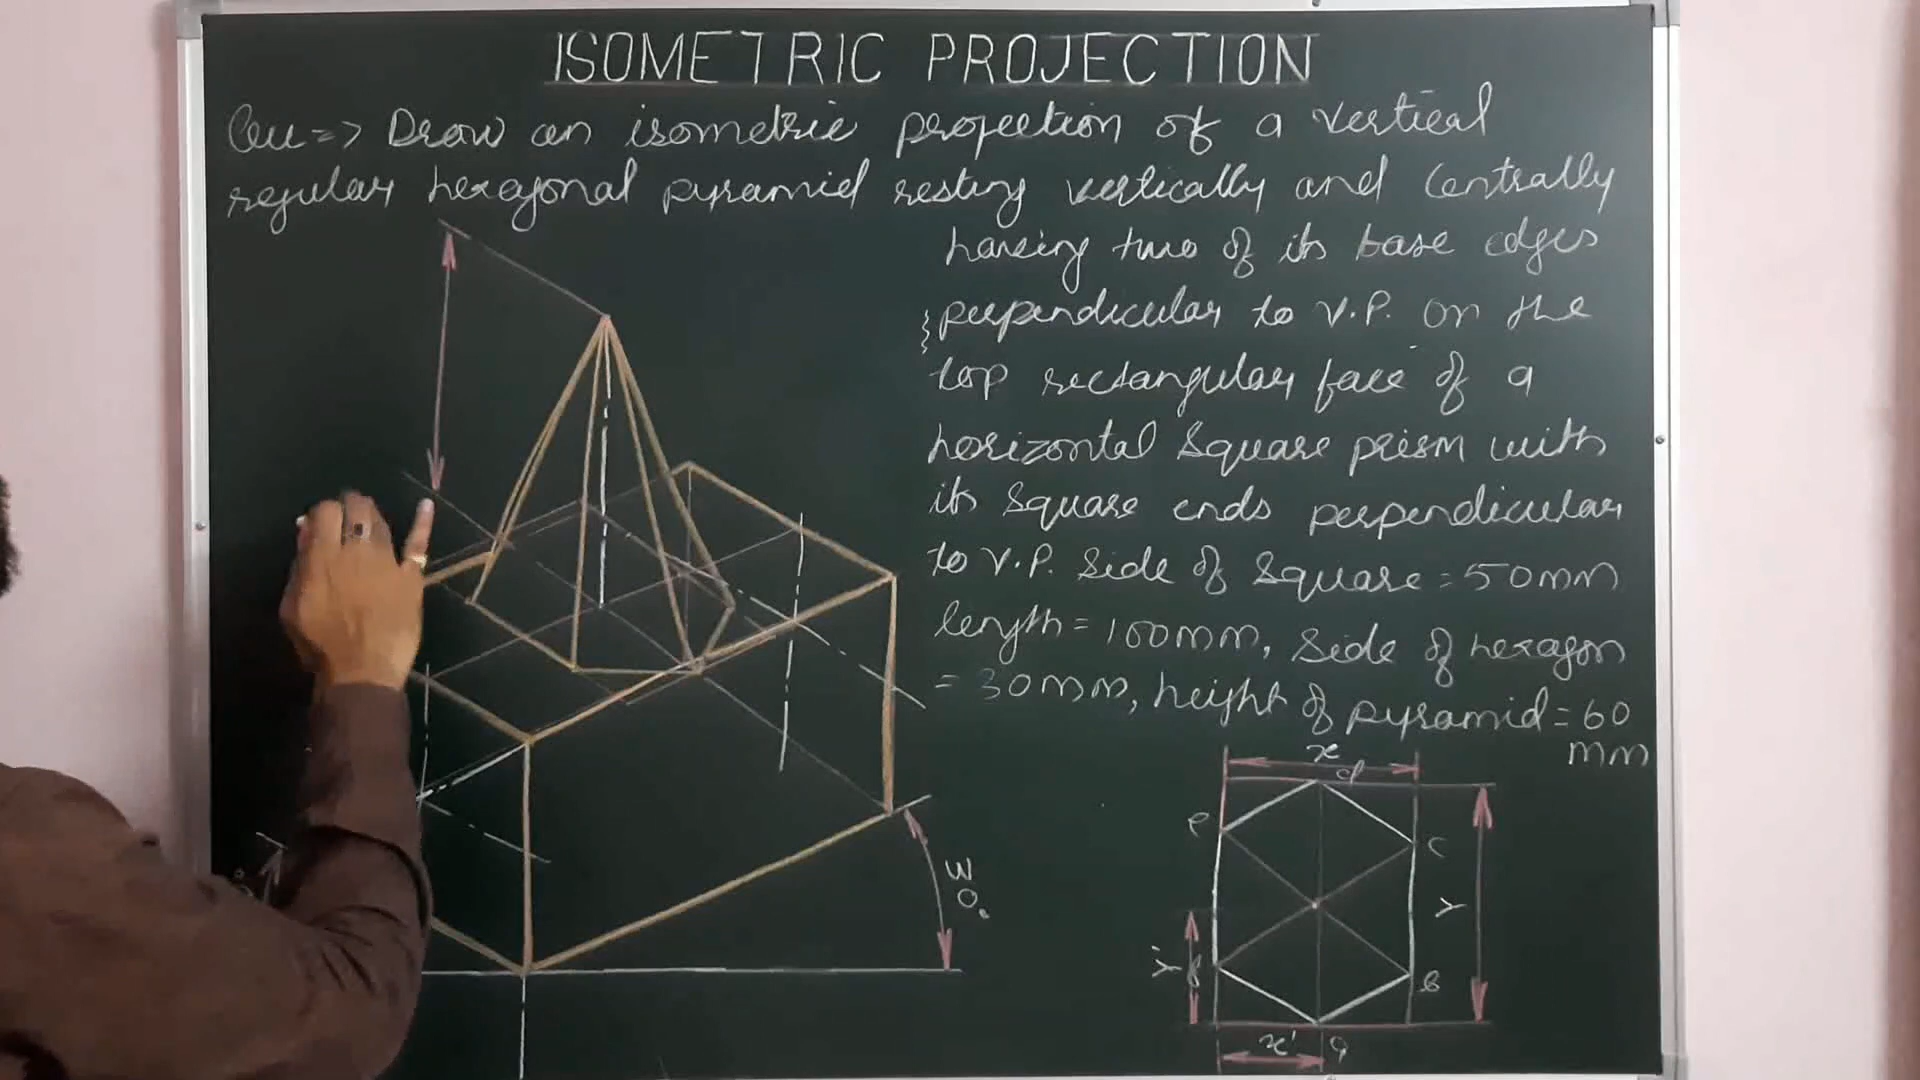 ISOMETRIC PROJECTION
Qu=> Draw an isometric projection of a vertical
regular hexagonal pyramid resting vertically and centrally
having two of its base edges
perpendicular to V.P. on the
top rectangular face of a
horizontal square prism with
its square ends perpendicular
to V.P. Side of square = 50mm
length = 100mm, Side of hexagon
= 30mm, height of pyramid = 60
mm
x
d
e
c
y
30°
y'
f
b
x'
a